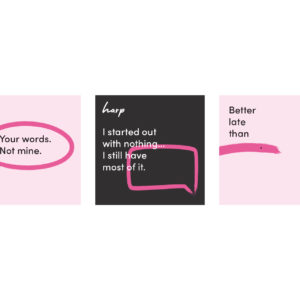 Your words.
Not mine.
harp
I started out
with nothing...
I still have
most of it.
Better
late
than